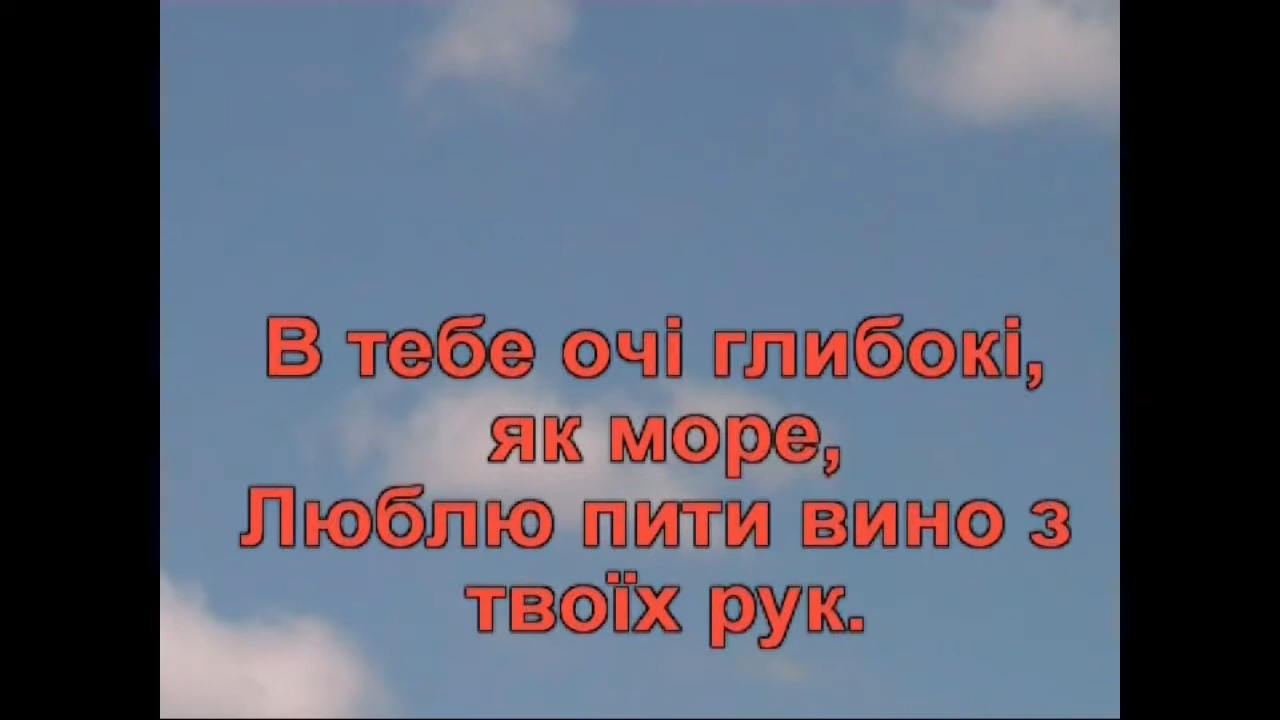 В тебе очі глибокі,
як море,
Люблю пити вино з
твоїх рук.